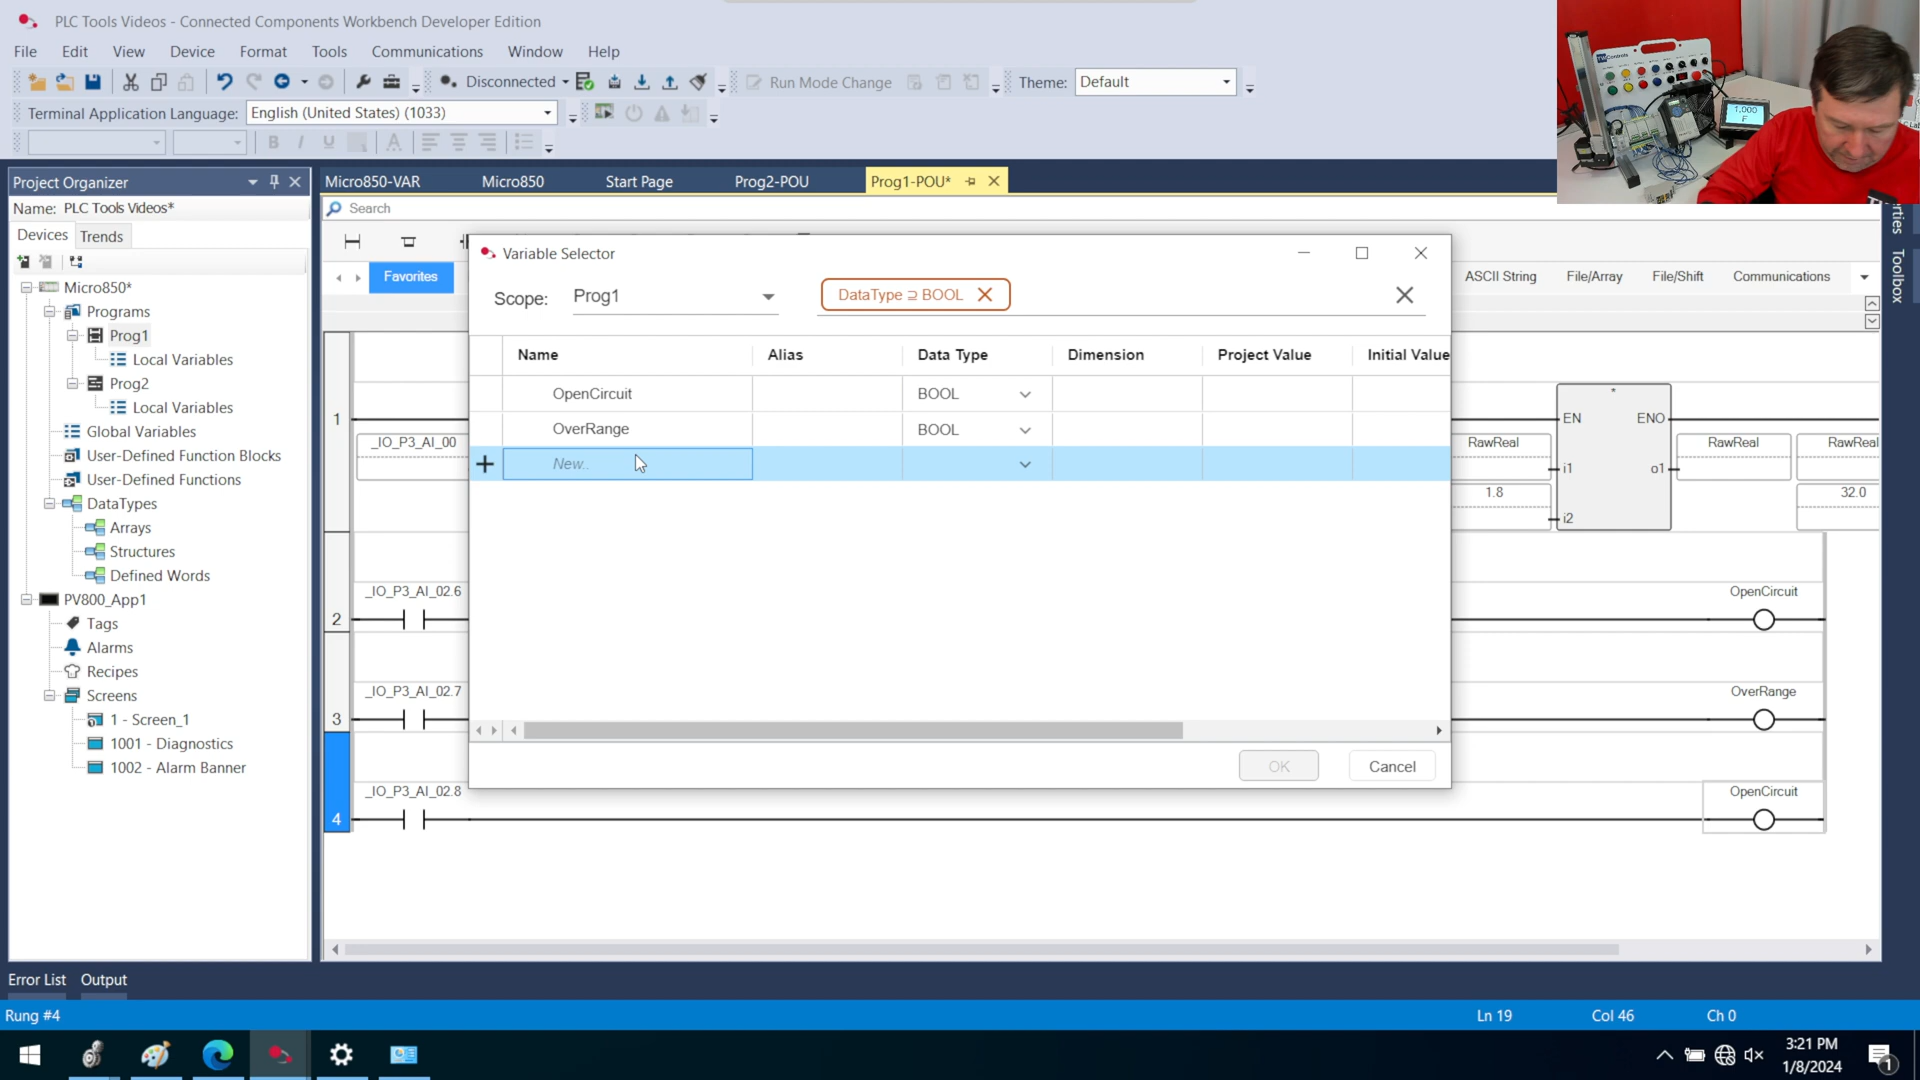 PLC Tools Videos - Connected Components Workbench Developer Edition
File Edit View Device Format Tools Communications Window Help
Disconnected Run Mode Change Theme: Default
Terminal Application Language: English (United States) (1033)
B I U A
Project Organizer
Name: PLC Tools Videos*
Devices Trends
Micro850*
Programs
Prog1
Local Variables
Prog2
Local Variables
Global Variables
User-Defined Function Blocks
User-Defined Functions
DataTypes
Arrays
Structures
Defined Words
PV800_App1
Tags
Alarms
Recipes
Screens
1 - Screen_1
1001 - Diagnostics
1002 - Alarm Banner
Micro850-VAR Micro850 Start Page Prog2-POU Prog1-POU*
Search
Favorites ASCII String File/Array File/Shift Communications
Variable Selector
Scope: Prog1 DataType ⊇ BOOL
Name Alias Data Type Dimension Project Value Initial Value
OpenCircuit BOOL
OverRange BOOL
New..
OK Cancel
1
_IO_P3_AI_00
*
EN ENO
RawReal i1 o1 RawReal RawReal
1.8 i2 32.0
2
_IO_P3_AI_02.6 OpenCircuit
3
_IO_P3_AI_02.7 OverRange
4
_IO_P3_AI_02.8 OpenCircuit
Toolbox
1,000
F
Error List Output
Rung #4 Ln 19 Col 46 Ch 0
3:21 PM
1/8/2024
1